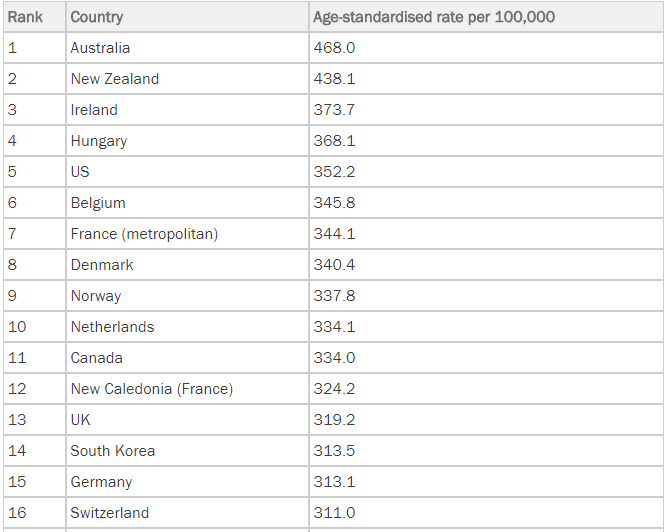 Rank Country Age-standardised rate per 100,000
1 Australia 468.0
2 New Zealand 438.1
3 Ireland 373.7
4 Hungary 368.1
5 US 352.2
6 Belgium 345.8
7 France (metropolitan) 344.1
8 Denmark 340.4
9 Norway 337.8
10 Netherlands 334.1
11 Canada 334.0
12 New Caledonia (France) 324.2
13 UK 319.2
14 South Korea 313.5
15 Germany 313.1
16 Switzerland 311.0